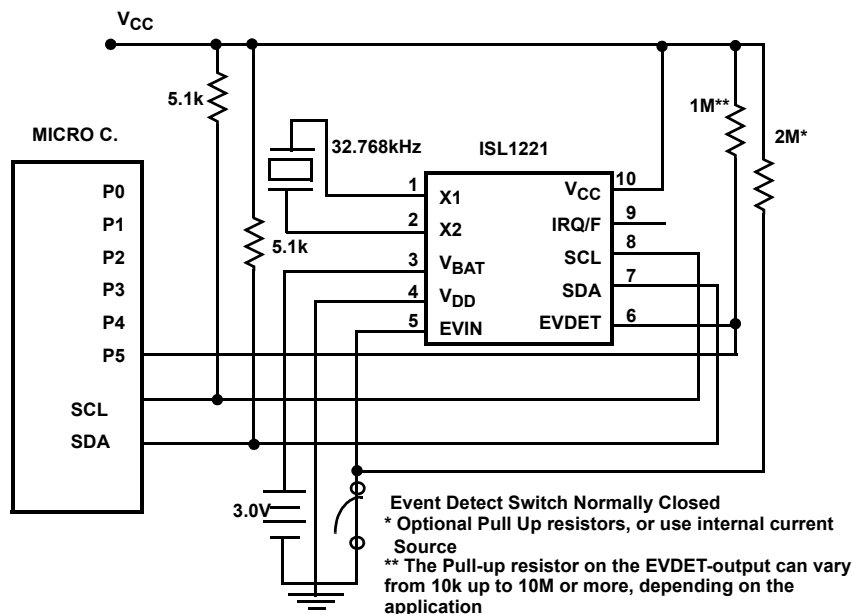 VCC
5.1k
1M**
2M*
MICRO C.
32.768kHz
ISL1221
P0
P1
P2
P3
P4
P5
SCL
SDA
5.1k
1 X1
2 X2
3 VBAT
4 VDD
5 EVIN
VCC 10
IRQ/F 9
SCL 8
SDA 7
EVDET 6
3.0V
Event Detect Switch Normally Closed
* Optional Pull Up resistors, or use internal current
Source
** The Pull-up resistor on the EVDET-output can vary
from 10k up to 10M or more, depending on the
application